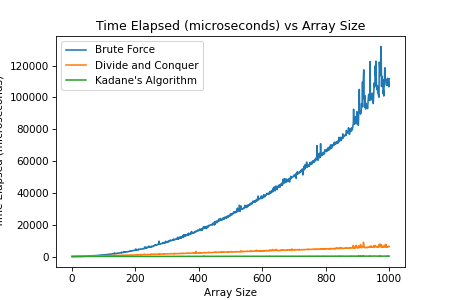 Time Elapsed (microseconds) vs Array Size
Brute Force
Divide and Conquer
Kadane's Algorithm
120000
100000
80000
60000
40000
20000
0
0 200 400 600 800 1000
Array Size